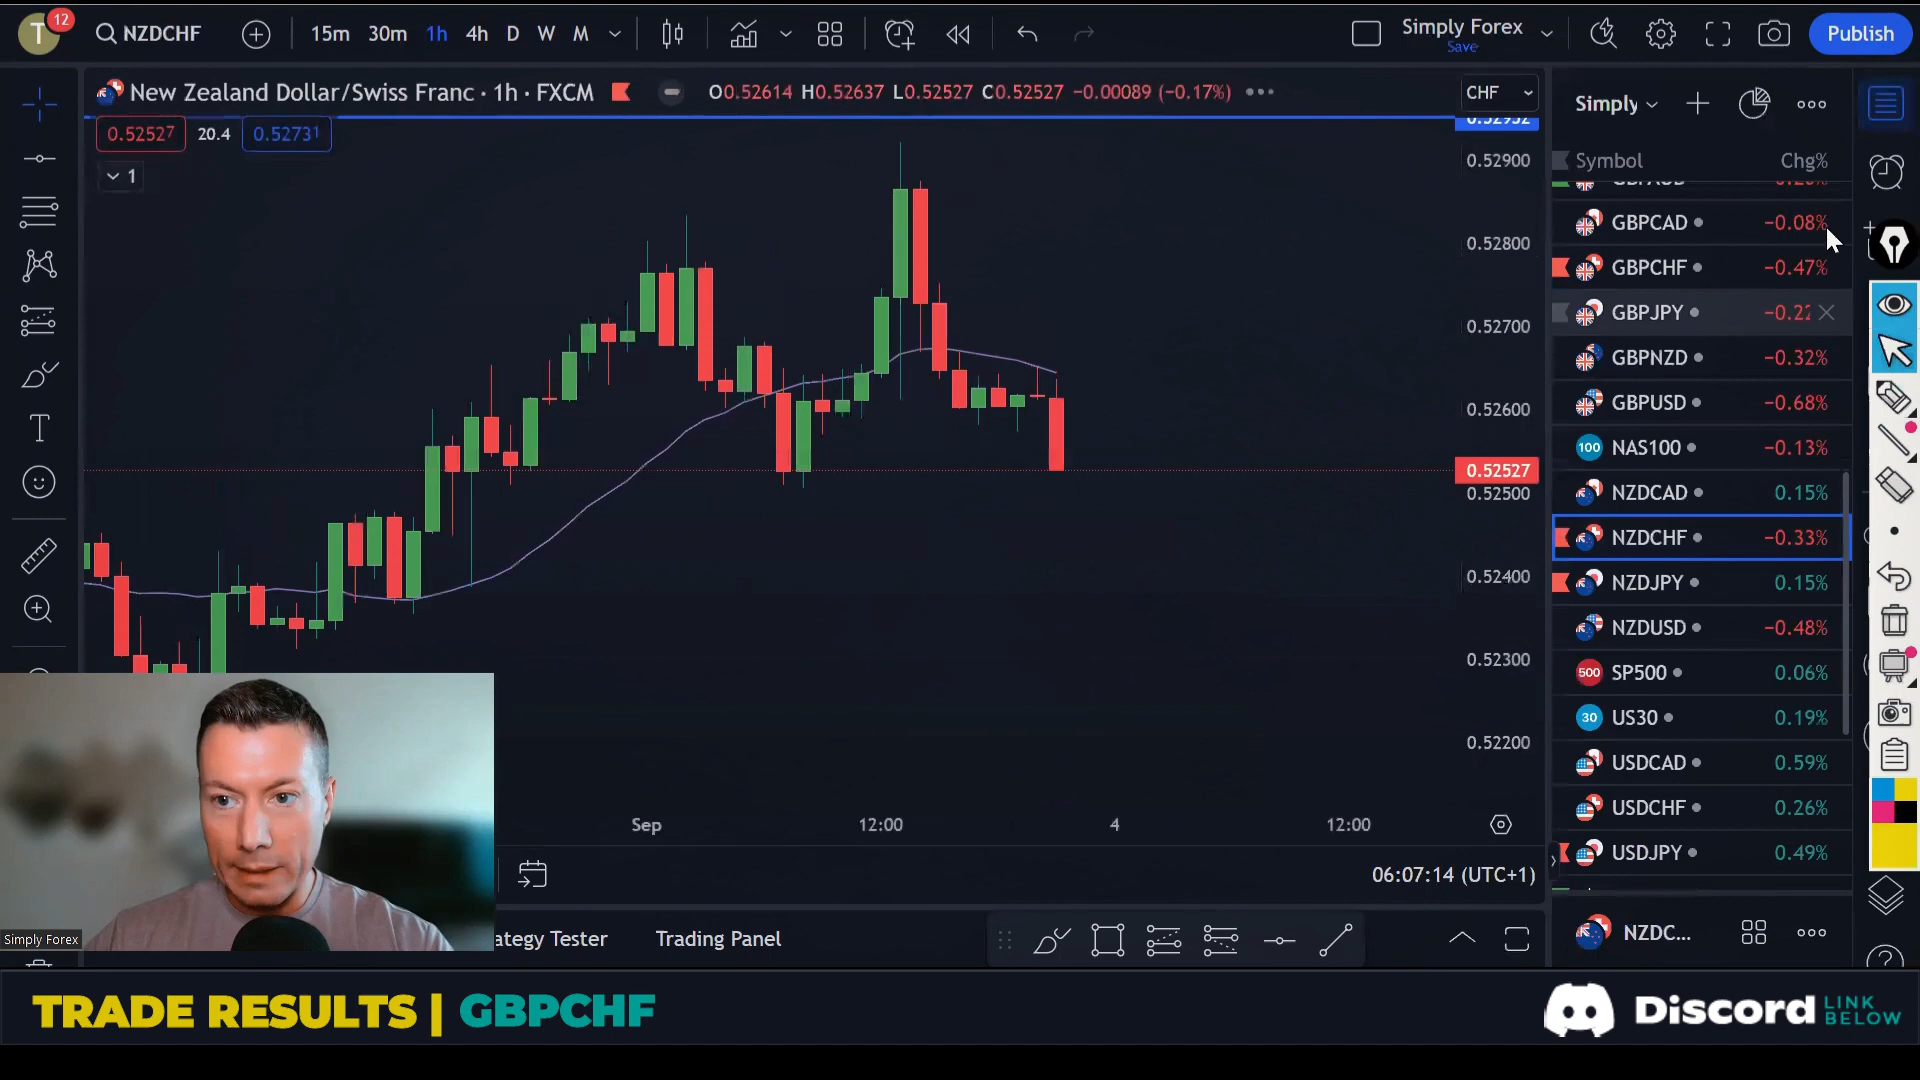 T
12
NZDCHF
15m 30m 1h 4h D W M
Simply Forex
Save
Publish
New Zealand Dollar/Swiss Franc · 1h · FXCM
O0.52614 H0.52637 L0.52527 C0.52527 −0.00089 (−0.17%)
CHF
0.52527 20.4 0.52731
1
0.52952
0.52900
0.52800
0.52700
0.52600
0.52527
0.52500
0.52400
0.52300
0.52200
Sep 12:00 4 12:00
06:07:14 (UTC+1)
ategy Tester
Trading Panel
Simply
Symbol Chg%
GBPAUD
GBPCAD −0.08%
GBPCHF −0.47%
GBPJPY −0.22
GBPNZD −0.32%
GBPUSD −0.68%
100 NAS100 −0.13%
NZDCAD 0.15%
NZDCHF −0.33%
NZDJPY 0.15%
NZDUSD −0.48%
500 SP500 0.06%
30 US30 0.19%
USDCAD 0.59%
USDCHF 0.26%
USDJPY 0.49%
NZDC...
Simply Forex
TRADE RESULTS | GBPCHF
Discord LINK
BELOW